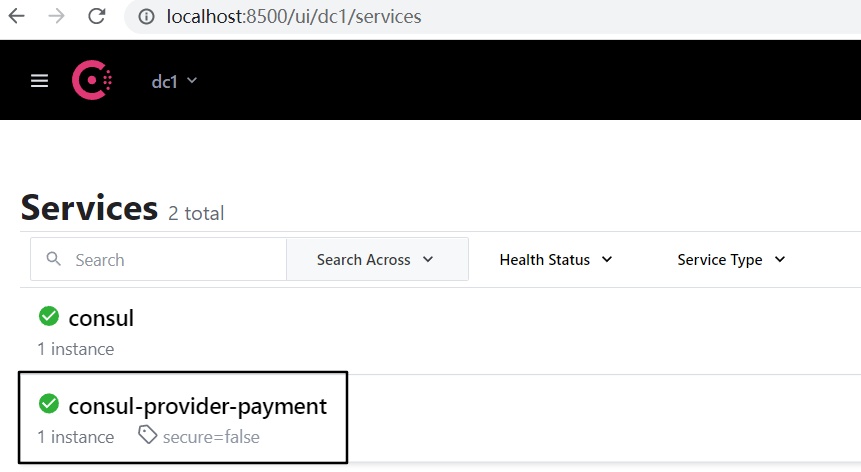 localhost:8500/ui/dc1/services
dc1
Services 2 total
Search Search Across Health Status Service Type
consul
1 instance
consul-provider-payment
1 instance secure=false